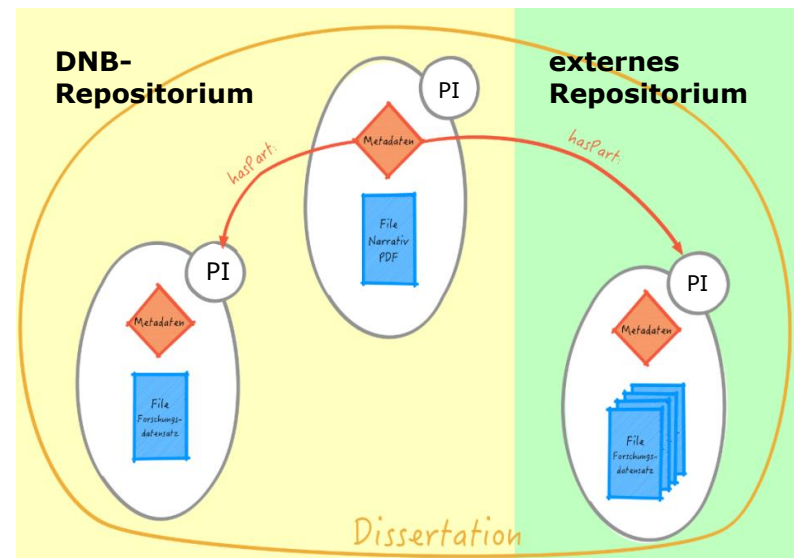 DNB-
Repositorium
externes
Repositorium
PI
Metadaten
hasPart:
hasPart:
File
Narrativ
PDF
PI
Metadaten
File
Forschungs-
datensatz
PI
Metadaten
File
Forschungs-
datensatz
Dissertation